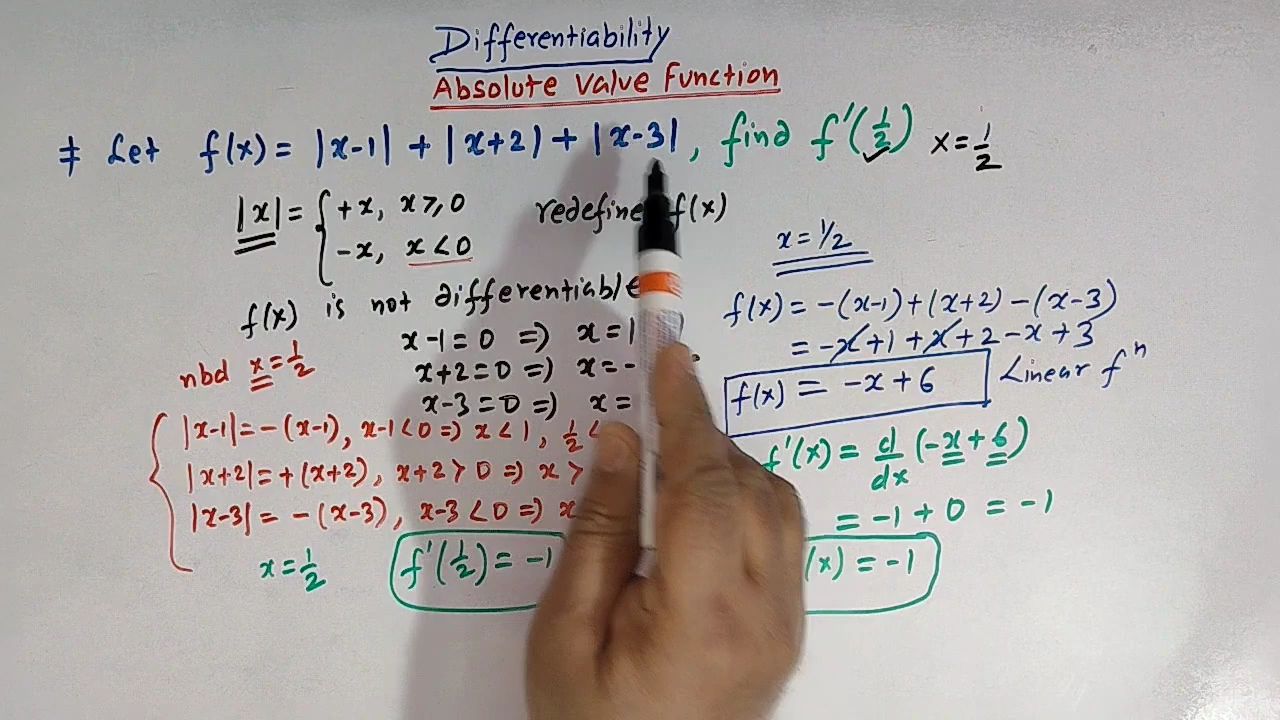 Differentiability
Absolute Value Function
# Let f(x) = |x-1| + |x+2| + |x-3|, find f'(1/2) x = 1/2
|x| = { +x, x ≥ 0
-x, x < 0
redefine f(x)
f(x) is not differentiable
x-1 = 0 => x = 1
x+2 = 0 => x = -
x-3 = 0 => x =
nbd x = 1/2
|x-1| = -(x-1), x-1 < 0 => x < 1, 1/2 <
|x+2| = +(x+2), x+2 > 0 => x >
|x-3| = -(x-3), x-3 < 0 => x
x = 1/2
f'(1/2) = -1
x = 1/2
f(x) = -(x-1) + (x+2) - (x-3)
= -x + 1 + x + 2 - x + 3
f(x) = -x + 6 Linear fⁿ
f'(x) = d/dx (-x + 6)
= -1 + 0 = -1
(x) = -1